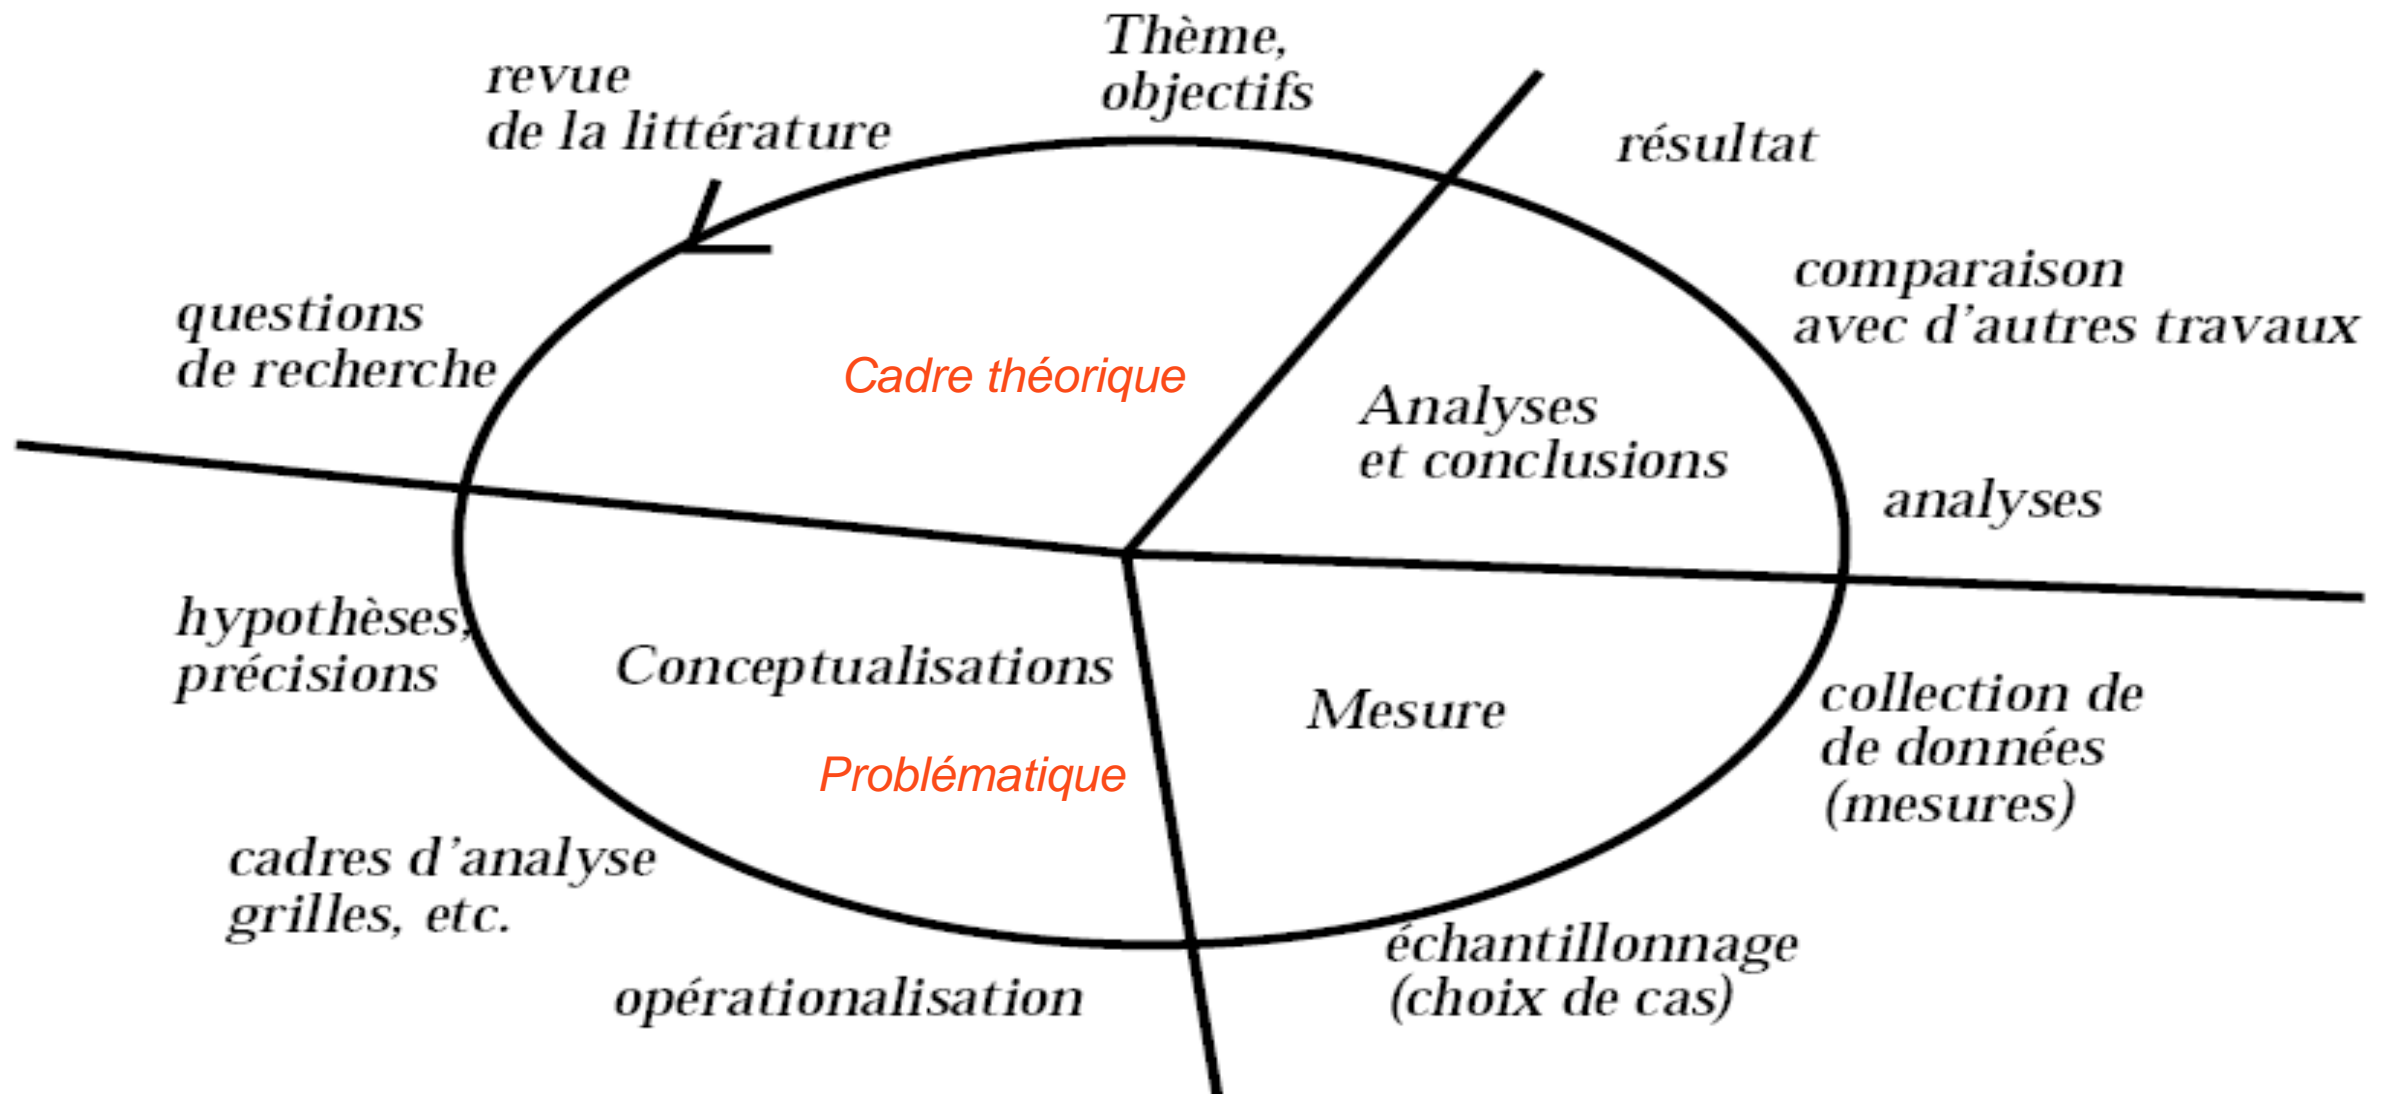 Thème,
objectifs
revue
de la littérature
résultat
comparaison
avec d'autres travaux
questions
de recherche
Cadre théorique
Analyses
et conclusions
analyses
hypothèses,
précisions
Conceptualisations
Problématique
Mesure
collection de
de données
(mesures)
cadres d'analyse
grilles, etc.
opérationalisation
échantillonnage
(choix de cas)